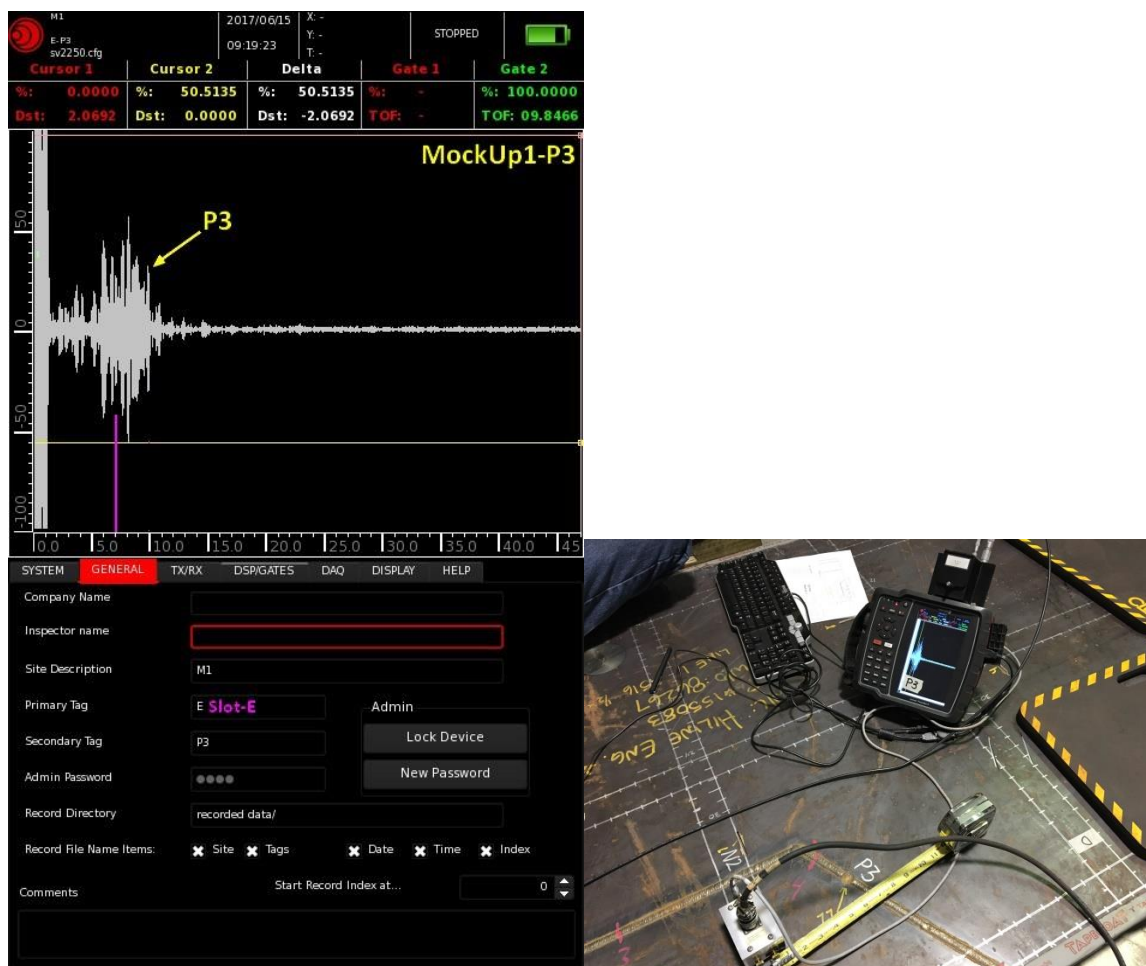 M1
E-P3
sv2250.cfg
2017/06/15
09:19:23
X: -
Y: -
T: -
STOPPED
Cursor 1 Cursor 2 Delta Gate 1 Gate 2
%: 0.0000 %: 50.5135 %: 50.5135 %: - %: 100.0000
Dst: 2.0692 Dst: 0.0000 Dst: -2.0692 TOF: - TOF: 09.8466
MockUp1-P3
P3
50
0
-50
-100
0.0 5.0 10.0 15.0 20.0 25.0 30.0 35.0 40.0 45
SYSTEM GENERAL TX/RX DSP/GATES DAQ DISPLAY HELP
Company Name
Inspector name
Site Description M1
Primary Tag E Slot-E
Secondary Tag P3
Admin Password
Admin
Lock Device
New Password
Record Directory recorded data/
Record File Name Items: Site Tags Date Time Index
Start Record Index at... 0
Comments
P3
HILWE ENG.
N2
P3
D